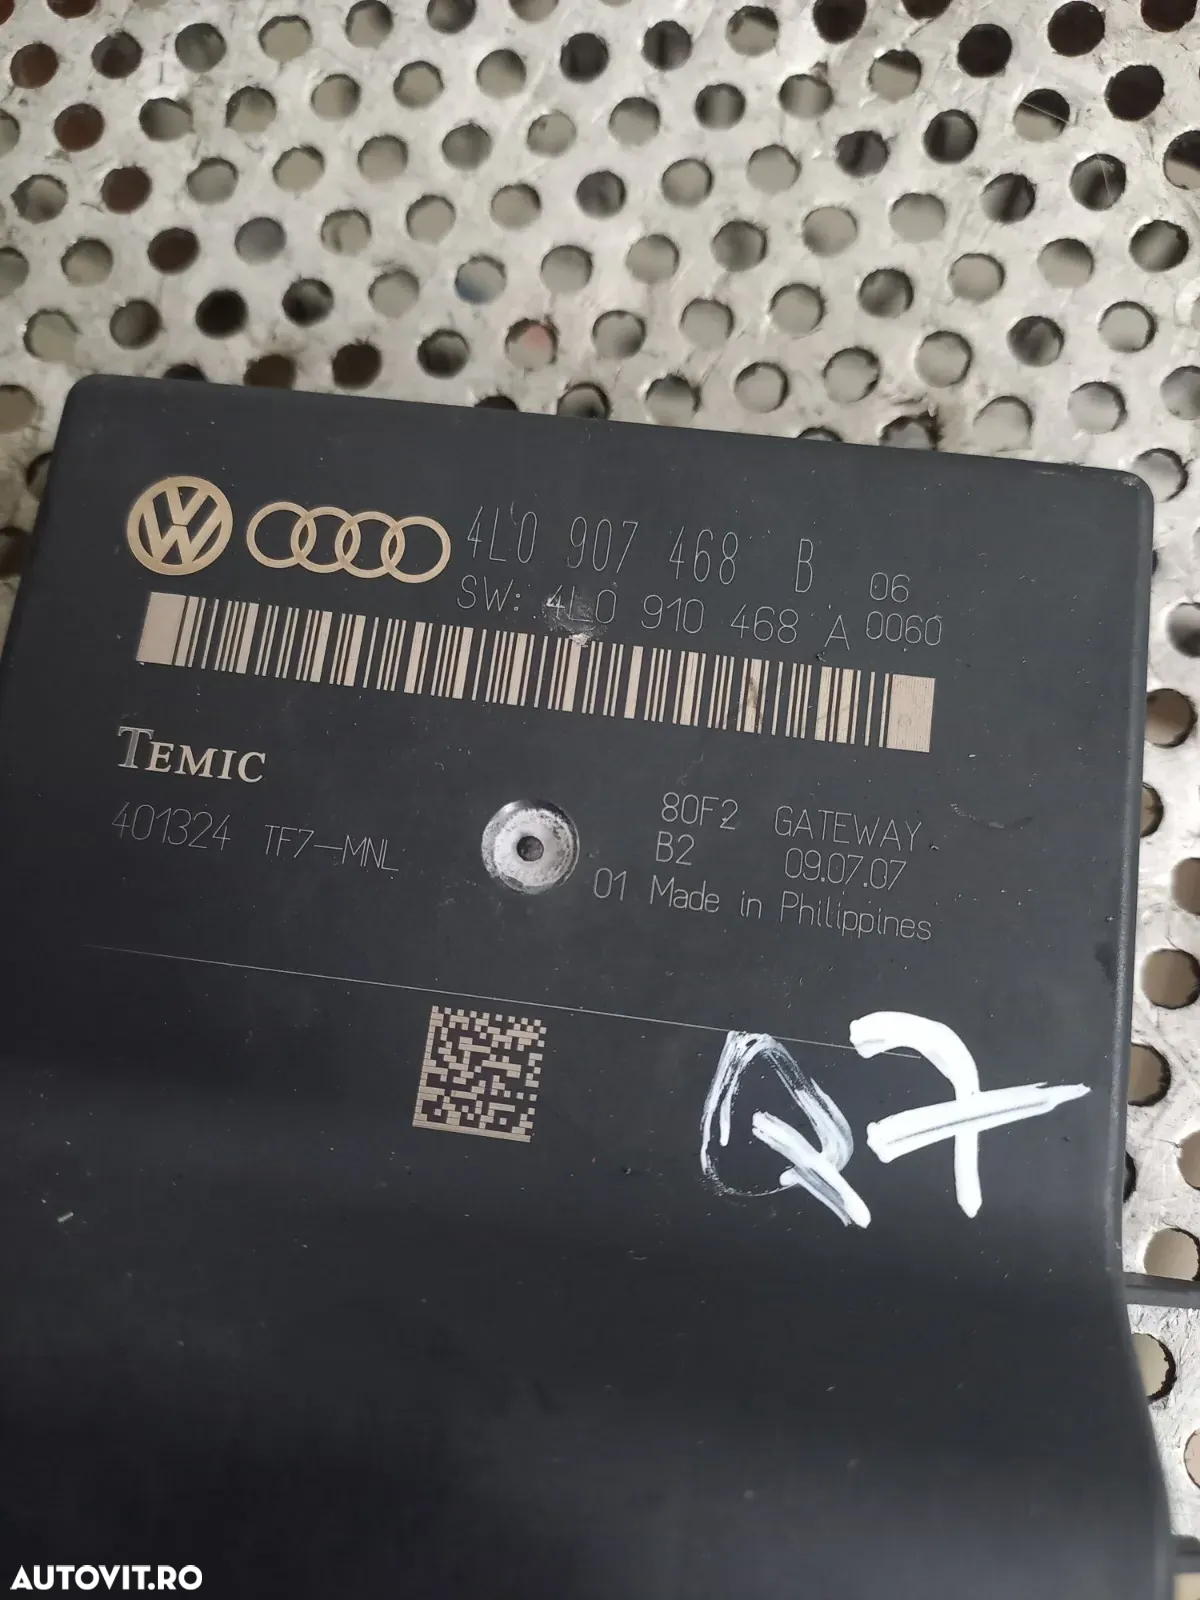 4L0 907 468 B 06
SW: 4L0 910 468 A 0060
TEMIC
401324 TF7-MNL
80F2 GATEWAY
B2 09.07.07
01 Made in Philippines
Q7
AUTOVIT.RO